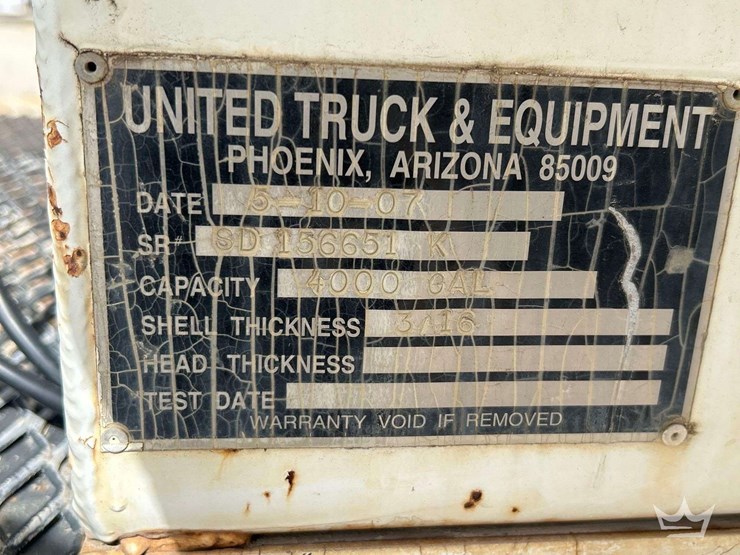 UNITED TRUCK & EQUIPMENT
PHOENIX, ARIZONA 85009
DATE 5-10-07
SR# SD 156651 K
CAPACITY 4000 GAL
SHELL THICKNESS 3/16
HEAD THICKNESS
TEST DATE
WARRANTY VOID IF REMOVED